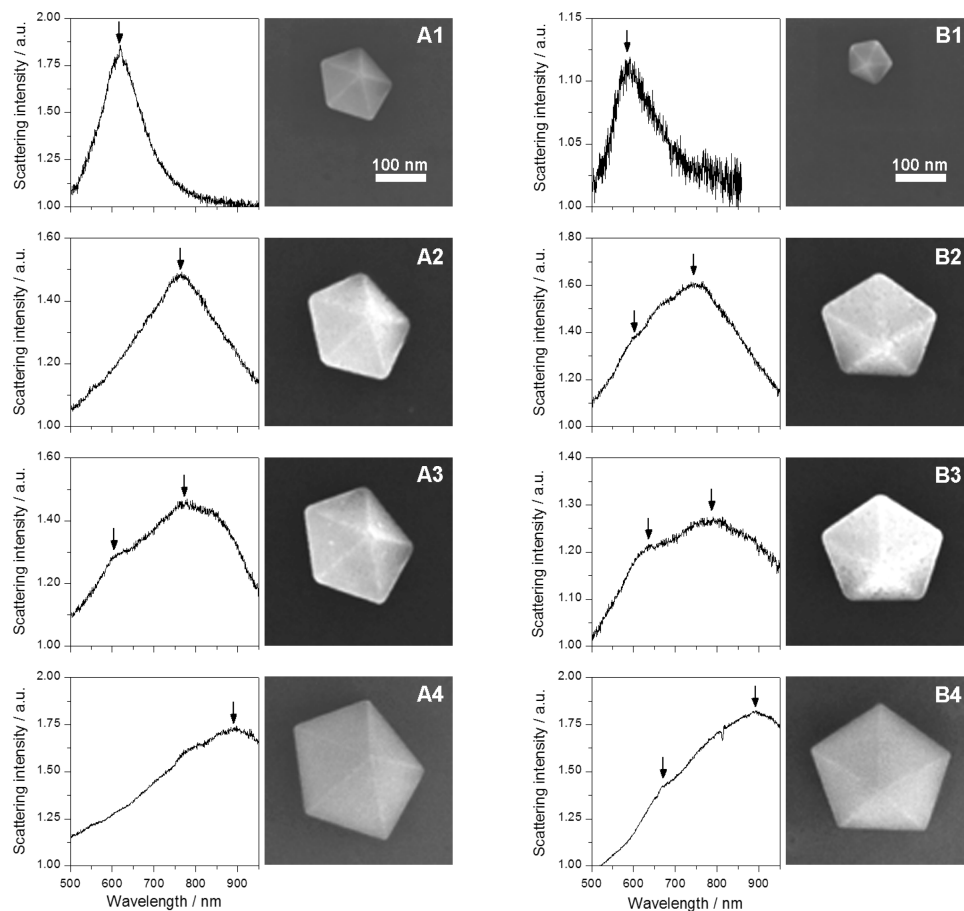 2.00
1.75
1.50
1.25
1.00
Scattering intensity / a.u.
A1
100 nm
1.15
1.10
1.05
1.00
Scattering intensity / a.u.
B1
100 nm
1.60
1.40
1.20
1.00
Scattering intensity / a.u.
A2
1.80
1.60
1.40
1.20
1.00
Scattering intensity / a.u.
B2
1.60
1.40
1.20
1.00
Scattering intensity / a.u.
A3
1.40
1.30
1.20
1.10
1.00
Scattering intensity / a.u.
B3
2.00
1.75
1.50
1.25
1.00
Scattering intensity / a.u.
500 600 700 800 900
Wavelength / nm
A4
2.00
1.75
1.50
1.25
1.00
Scattering intensity / a.u.
500 600 700 800 900
Wavelength / nm
B4